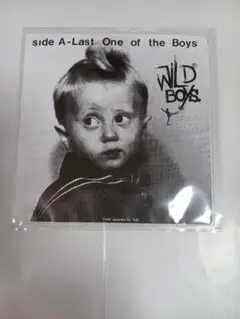 side A-Last One of the Boys
WiLD
BOYS.